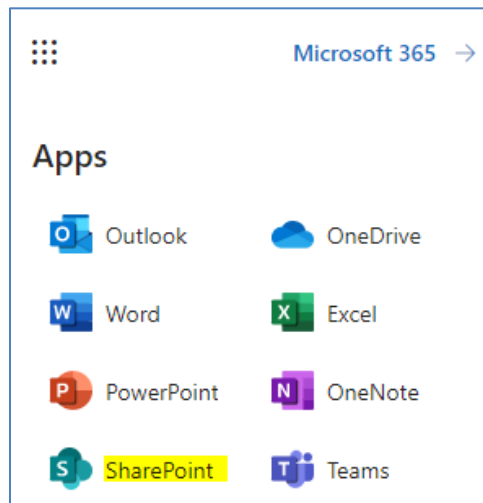 Microsoft 365 →
Apps
Outlook OneDrive
Word Excel
PowerPoint OneNote
SharePoint Teams